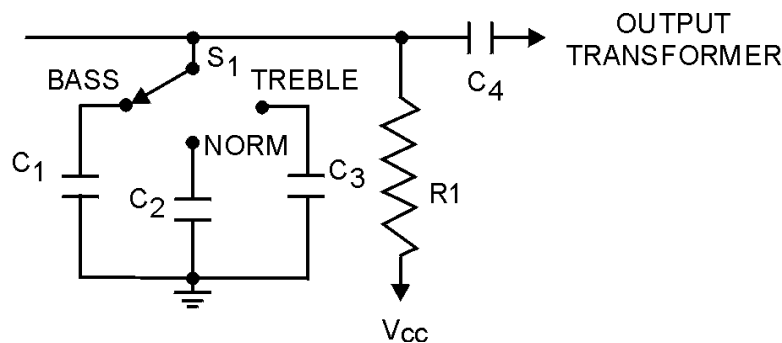 OUTPUT
TRANSFORMER
S1
BASS
TREBLE
C4
NORM
C1
C2
C3
R1
Vcc